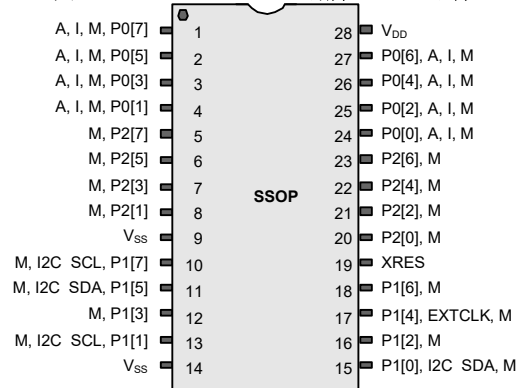 A, I, M, P0[7] 1 28 VDD
A, I, M, P0[5] 2 27 P0[6], A, I, M
A, I, M, P0[3] 3 26 P0[4], A, I, M
A, I, M, P0[1] 4 25 P0[2], A, I, M
M, P2[7] 5 24 P0[0], A, I, M
M, P2[5] 6 23 P2[6], M
M, P2[3] 7 22 P2[4], M
SSOP
M, P2[1] 8 21 P2[2], M
Vss 9 20 P2[0], M
M, I2C SCL, P1[7] 10 19 XRES
M, I2C SDA, P1[5] 11 18 P1[6], M
M, P1[3] 12 17 P1[4], EXTCLK, M
M, I2C SCL, P1[1] 13 16 P1[2], M
Vss 14 15 P1[0], I2C SDA, M